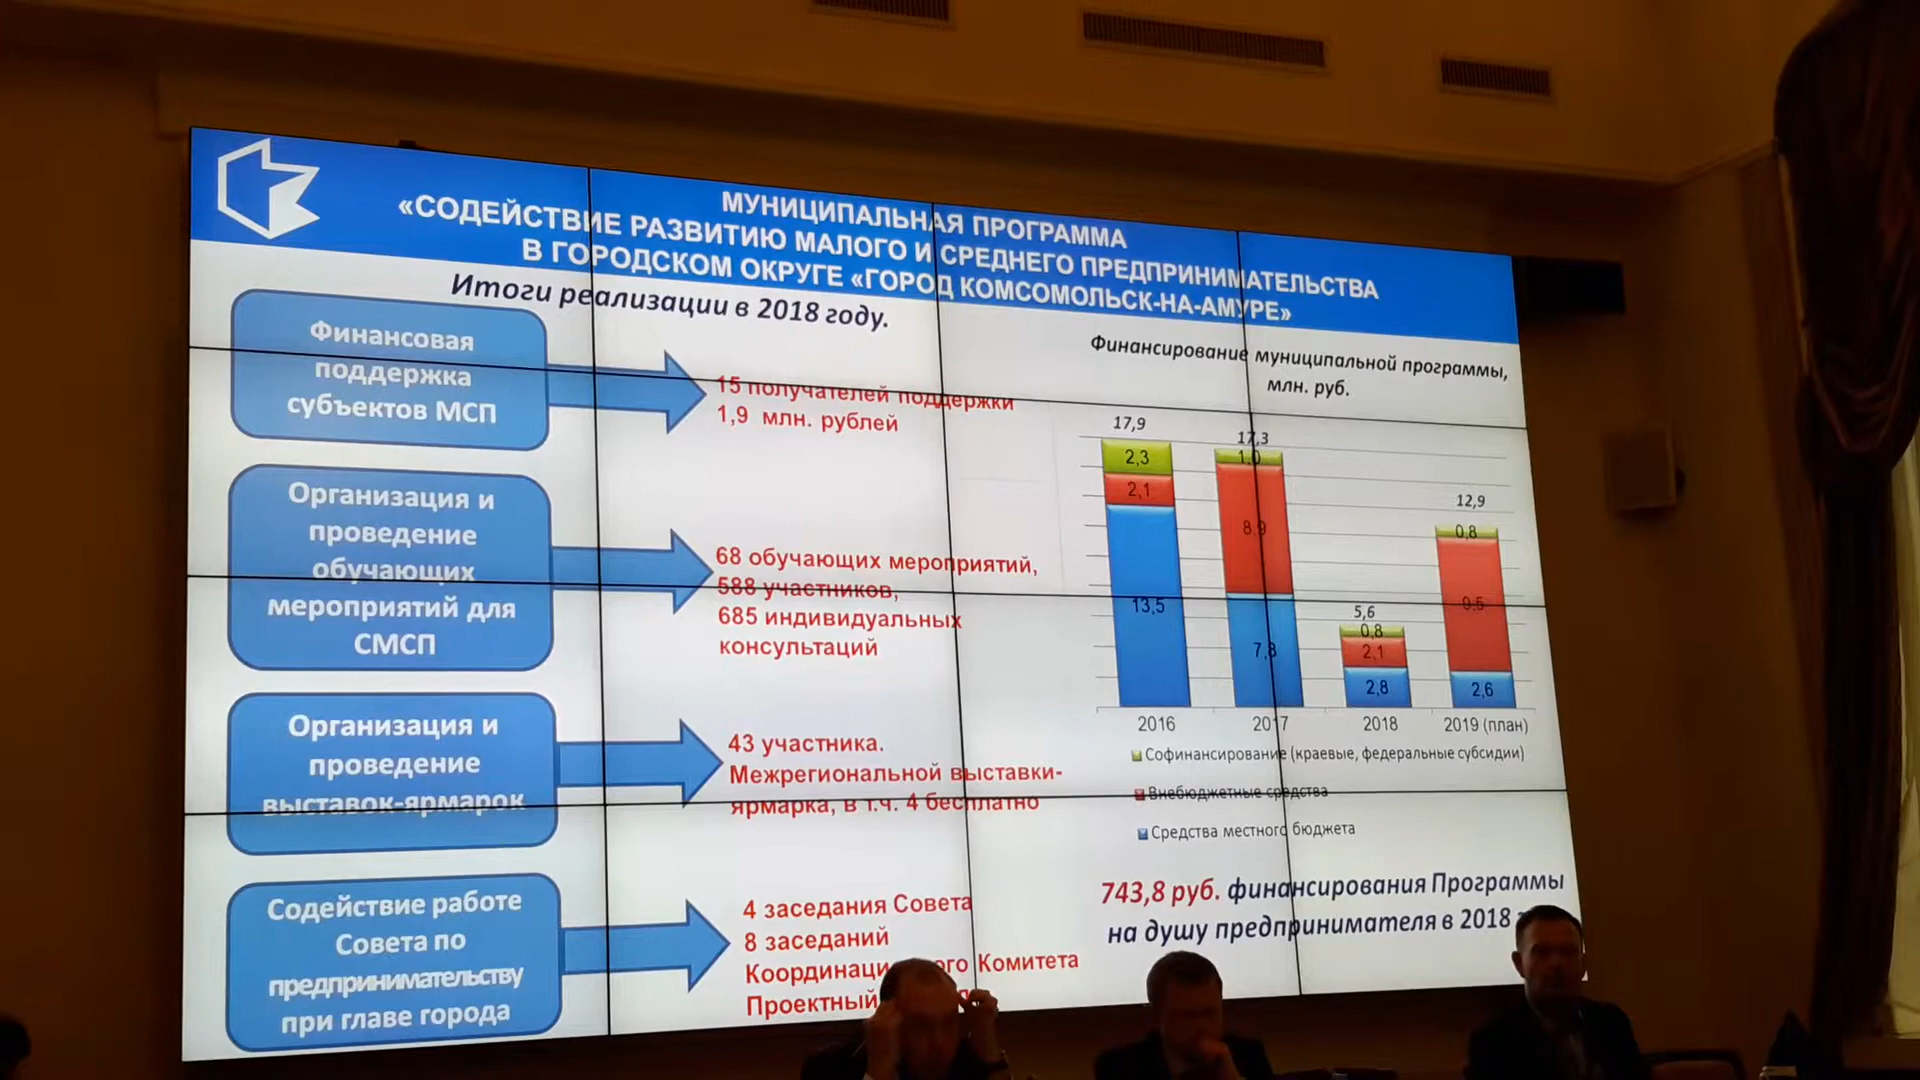 МУНИЦИПАЛЬНАЯ ПРОГРАММА
«СОДЕЙСТВИЕ РАЗВИТИЮ МАЛОГО И СРЕДНЕГО ПРЕДПРИНИМАТЕЛЬСТВА
В ГОРОДСКОМ ОКРУГЕ «ГОРОД КОМСОМОЛЬСК-НА-АМУРЕ»
Итоги реализации в 2018 году.
Финансовая
поддержка
субъектов МСП
15 получателей поддержки
1,9 млн. рублей
Организация и
проведение
обучающих
мероприятий для
СМСП
68 обучающих мероприятий,
588 участников,
685 индивидуальных
консультаций
Организация и
проведение
выставок-ярмарок
43 участника.
Межрегиональной выставки-
ярмарка, в т.ч. 4 бесплатно
Содействие работе
Совета по
предпринимательству
при главе города
4 заседания Совета
8 заседаний
Комитета
Проектный
Финансирование муниципальной программы,
млн. руб.
17,9
2,3
2,1
13,5
17,3
1,0
8,9
7,8
5,6
0,8
2,1
2,8
12,9
0,8
9,5
2,6
2016
2017
2018
2019 (план)
Софинансирование (краевые, федеральные субсидии)
Внебюджетные средства
Средства местного бюджета
743,8 руб. финансирования Программы
на душу предпринимателя в 2018